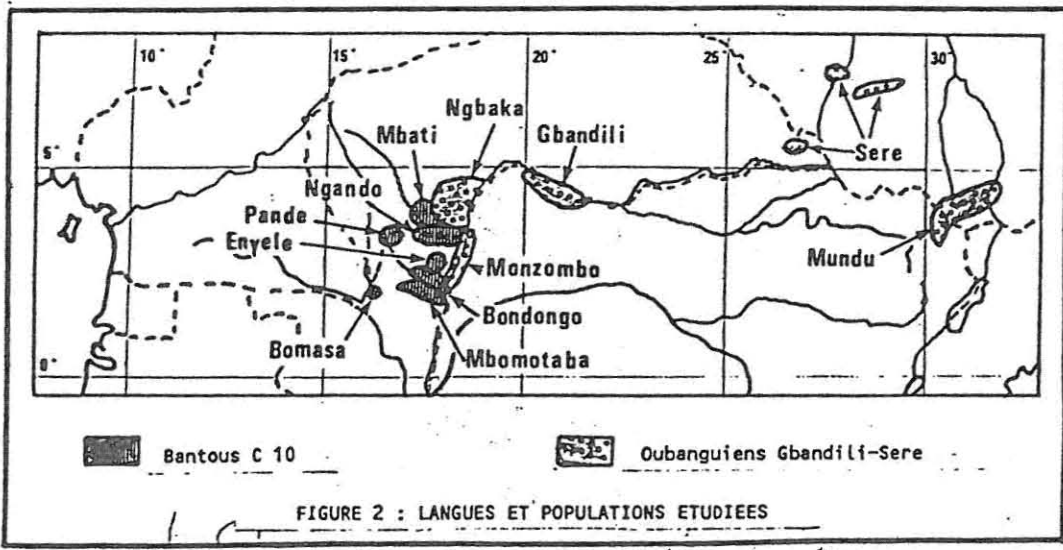 10°
15°
20°
25°
30°
Ngbaka
Mbati
Gbandili
5°
Sere
Ngando
Pande
Enyele
Mundu
Monzombo
Bondongo
Bomasa
Mbomotaba
0°
Bantous C 10
Oubanguiens Gbandili-Sere
FIGURE 2 : LANGUES ET POPULATIONS ETUDIEES